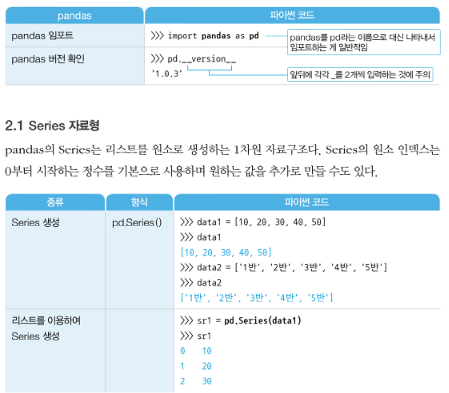 pandas 파이썬 코드
pandas 임포트 >>> import pandas as pd
pandas를 pd라는 이름으로 대신 나타내서
임포트하는 게 일반적임
pandas 버전 확인 >>> pd.__version__
'1.0.3'
앞뒤에 각각 _를 2개씩 입력하는 것에 주의
2.1 Series 자료형
pandas의 Series는 리스트를 원소로 생성하는 1차원 자료구조다. Series의 원소 인덱스는
0부터 시작하는 정수를 기본으로 사용하며 원하는 값을 추가로 만들 수도 있다.
종류 형식 파이썬 코드
Series 생성 pd.Series() >>> data1 = [10, 20, 30, 40, 50]
>>> data1
[10, 20, 30, 40, 50]
>>> data2 = ['1반', '2반', '3반', '4반', '5반']
>>> data2
['1반', '2반', '3반', '4반', '5반']
리스트를 이용하여 >>> sr1 = pd.Series(data1)
Series 생성 >>> sr1
0 10
1 20
2 30